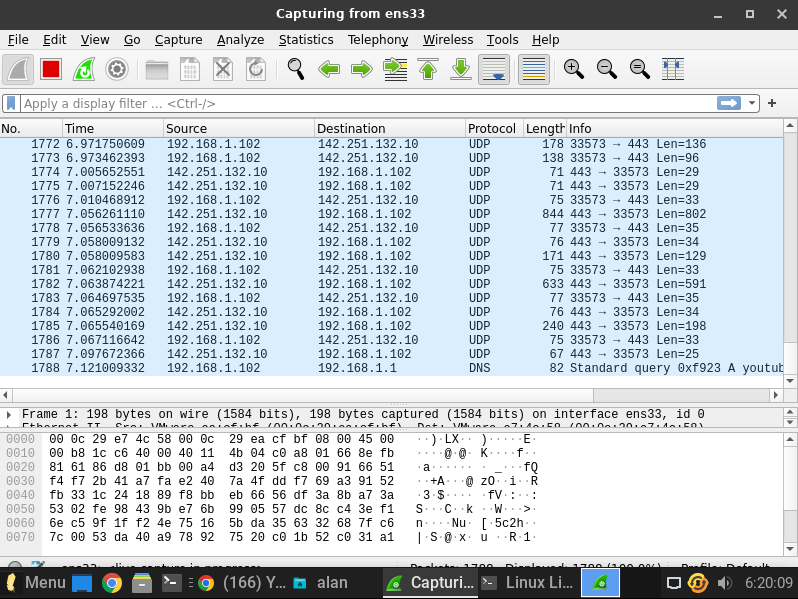 Capturing from ens33
File Edit View Go Capture Analyze Statistics Telephony Wireless Tools Help
Apply a display filter ... <Ctrl-/>
No. Time Source Destination Protocol Length Info
1772 6.971750609 192.168.1.102 142.251.132.10 UDP 178 33573 → 443 Len=136
1773 6.973462393 192.168.1.102 142.251.132.10 UDP 138 33573 → 443 Len=96
1774 7.005652551 142.251.132.10 192.168.1.102 UDP 71 443 → 33573 Len=29
1775 7.007152246 142.251.132.10 192.168.1.102 UDP 71 443 → 33573 Len=29
1776 7.010468912 192.168.1.102 142.251.132.10 UDP 75 33573 → 443 Len=33
1777 7.056261110 142.251.132.10 192.168.1.102 UDP 844 443 → 33573 Len=802
1778 7.056533636 192.168.1.102 142.251.132.10 UDP 77 33573 → 443 Len=35
1779 7.058009132 192.168.1.102 142.251.132.10 UDP 76 33573 → 443 Len=34
1780 7.058009583 142.251.132.10 192.168.1.102 UDP 171 443 → 33573 Len=129
1781 7.062102938 192.168.1.102 142.251.132.10 UDP 75 33573 → 443 Len=33
1782 7.063874221 142.251.132.10 192.168.1.102 UDP 633 443 → 33573 Len=591
1783 7.064697535 192.168.1.102 142.251.132.10 UDP 77 33573 → 443 Len=35
1784 7.065292002 192.168.1.102 142.251.132.10 UDP 76 33573 → 443 Len=34
1785 7.065540169 142.251.132.10 192.168.1.102 UDP 240 443 → 33573 Len=198
1786 7.067116642 192.168.1.102 142.251.132.10 UDP 75 33573 → 443 Len=33
1787 7.097672366 142.251.132.10 192.168.1.102 UDP 67 443 → 33573 Len=25
1788 7.121009332 192.168.1.102 192.168.1.1 DNS 82 Standard query 0xf923 A youtub
Frame 1: 198 bytes on wire (1584 bits), 198 bytes captured (1584 bits) on interface ens33, id 0
0000 00 0c 29 e7 4c 58 00 0c 29 ea cf bf 08 00 45 00 ··)·LX·· )·····E·
0010 00 b8 1c c6 40 00 40 11 4b 04 c0 a8 01 66 8e fb ····@·@· K····f··
0020 81 61 86 d8 01 bb 00 a4 d3 20 5f c8 00 91 66 51 ·a······ · _···fQ
0030 f4 f7 2b 41 a7 fa e2 40 7a 4f dd f7 69 a3 91 52 ··+A···@ zO··i··R
0040 fb 33 1c 24 18 89 f8 bb eb 66 56 df 3a 8b a7 3a ·3·$···· ·fV·:··:
0050 53 02 fe 98 43 9b e7 6b 99 05 57 dc 8c c4 3e f1 S···C··k ··W···>·
0060 6e c5 9f 1f f2 4e 75 16 5b da 35 63 32 68 7f c6 n····Nu· [·5c2h··
0070 7c 00 53 da 40 a9 78 92 75 20 c0 1b 52 c0 31 a1 |·S·@·x· u ··R·1·
Menu (166) Y... alan Capturi... Linux Li... 6:20:09